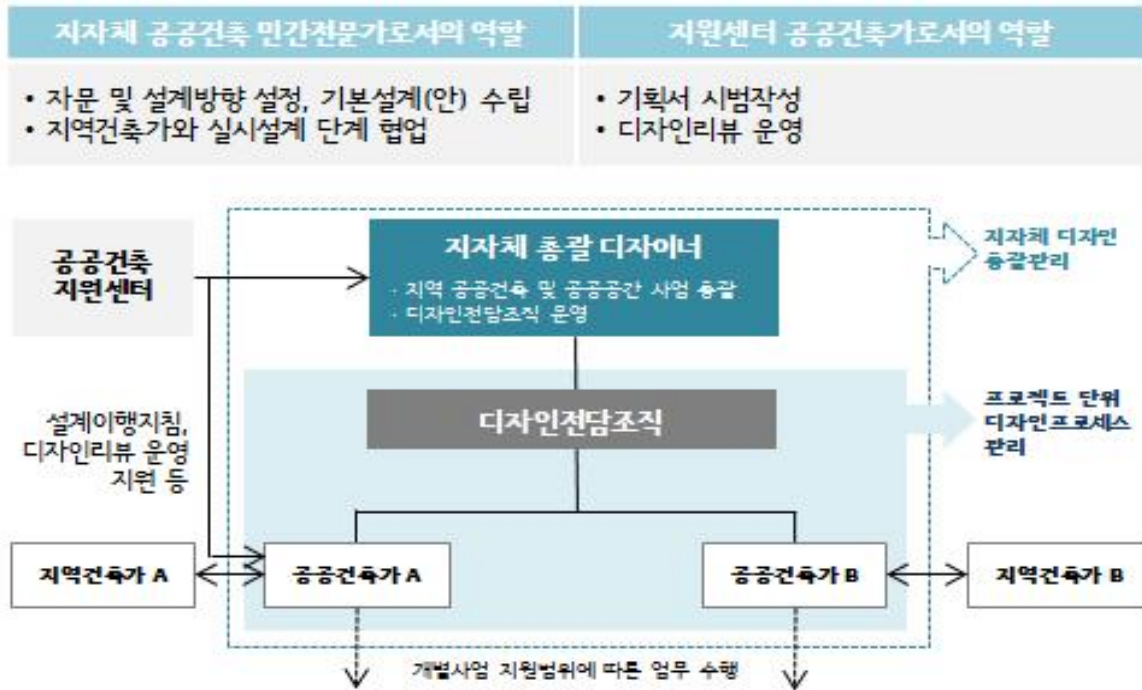 지자체 공공건축 민간전문가로서의 역할
지원센터 공공건축가로서의 역할
• 자문 및 설계방향 설정, 기본설계(안) 수립
• 지역건축가와 실시설계 단계 협업
• 기획서 시범작성
• 디자인리뷰 운영
공공건축
지원센터
지자체 총괄 디자이너
· 지역 공공건축 및 공공공간 사업 총괄
· 디자인전담조직 운영
지자체 디자인
총괄관리
디자인전담조직
프로젝트 단위
디자인프로세스
관리
설계이행지침,
디자인리뷰 운영
지원 등
지역건축가 A
공공건축가 A
공공건축가 B
지역건축가 B
개별사업 지원범위에 따른 업무 수행